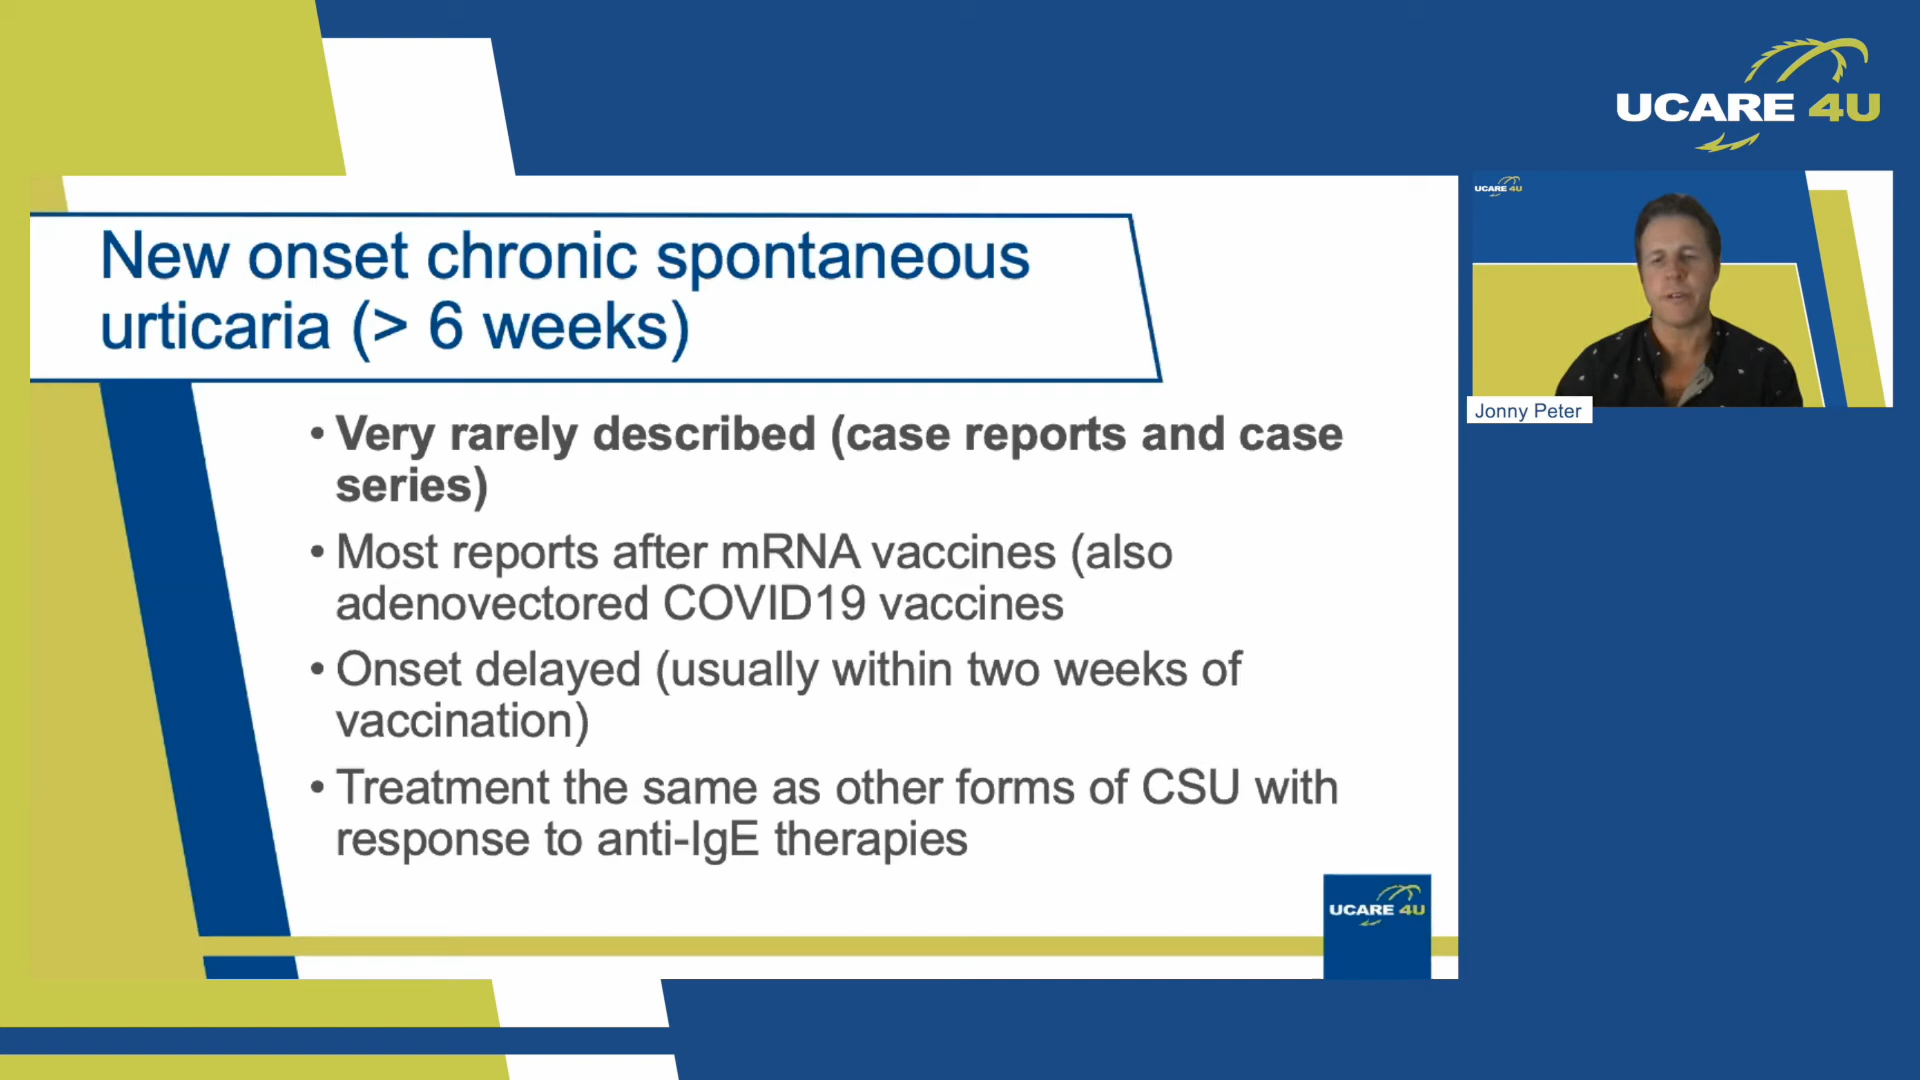 UCARE 4U
UCARE 4U
Jonny Peter
New onset chronic spontaneous
urticaria (> 6 weeks)
• Very rarely described (case reports and case
series)
• Most reports after mRNA vaccines (also
adenovectored COVID19 vaccines
• Onset delayed (usually within two weeks of
vaccination)
• Treatment the same as other forms of CSU with
response to anti-IgE therapies
UCARE 4U